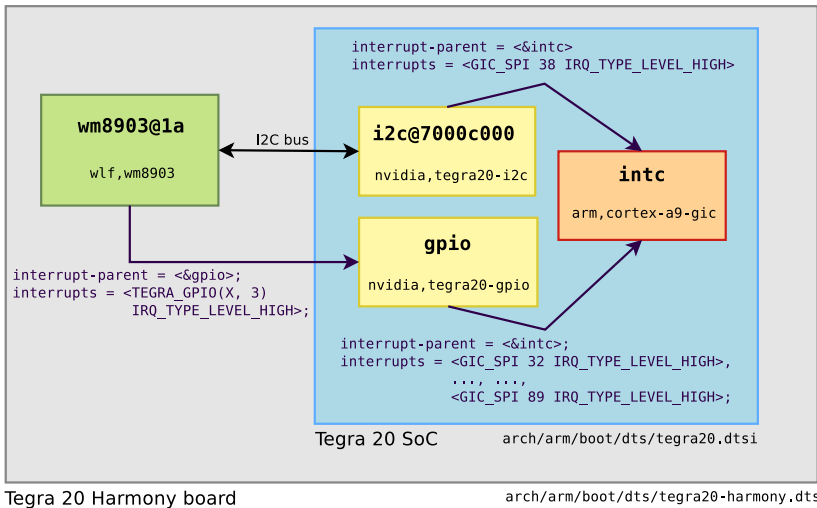 interrupt-parent = <&intc>
interrupts = <GIC_SPI 38 IRQ_TYPE_LEVEL_HIGH>
wm8903@1a
wlf,wm8903
I2C bus
i2c@7000c000
nvidia,tegra20-i2c
intc
arm,cortex-a9-gic
gpio
nvidia,tegra20-gpio
interrupt-parent = <&gpio>;
interrupts = <TEGRA_GPIO(X, 3)
IRQ_TYPE_LEVEL_HIGH>;
interrupt-parent = <&intc>;
interrupts = <GIC_SPI 32 IRQ_TYPE_LEVEL_HIGH>,
..., ...,
<GIC_SPI 89 IRQ_TYPE_LEVEL_HIGH>;
Tegra 20 SoC
arch/arm/boot/dts/tegra20.dtsi
Tegra 20 Harmony board
arch/arm/boot/dts/tegra20-harmony.dts